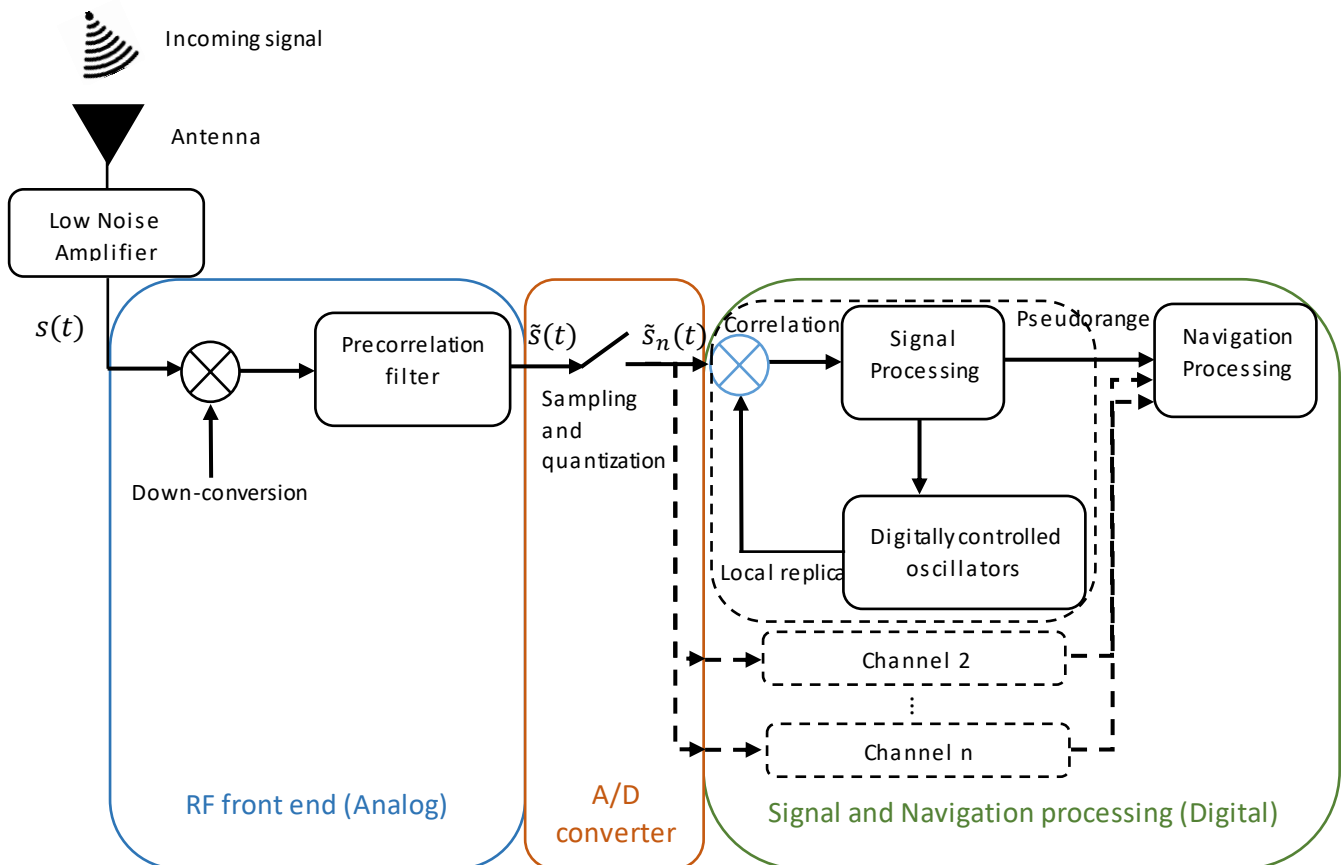 Incoming signal
Antenna
Low Noise
Amplifier
s(t)
Precorrelation
filter
s̃(t)
s̃ₙ(t)
Correlation
Signal
Processing
Pseudorange
Navigation
Processing
Sampling
and
quantization
Down-conversion
Digitally controlled
oscillators
Local replica
Channel 2
⋮
Channel n
RF front end (Analog)
A/D
converter
Signal and Navigation processing (Digital)